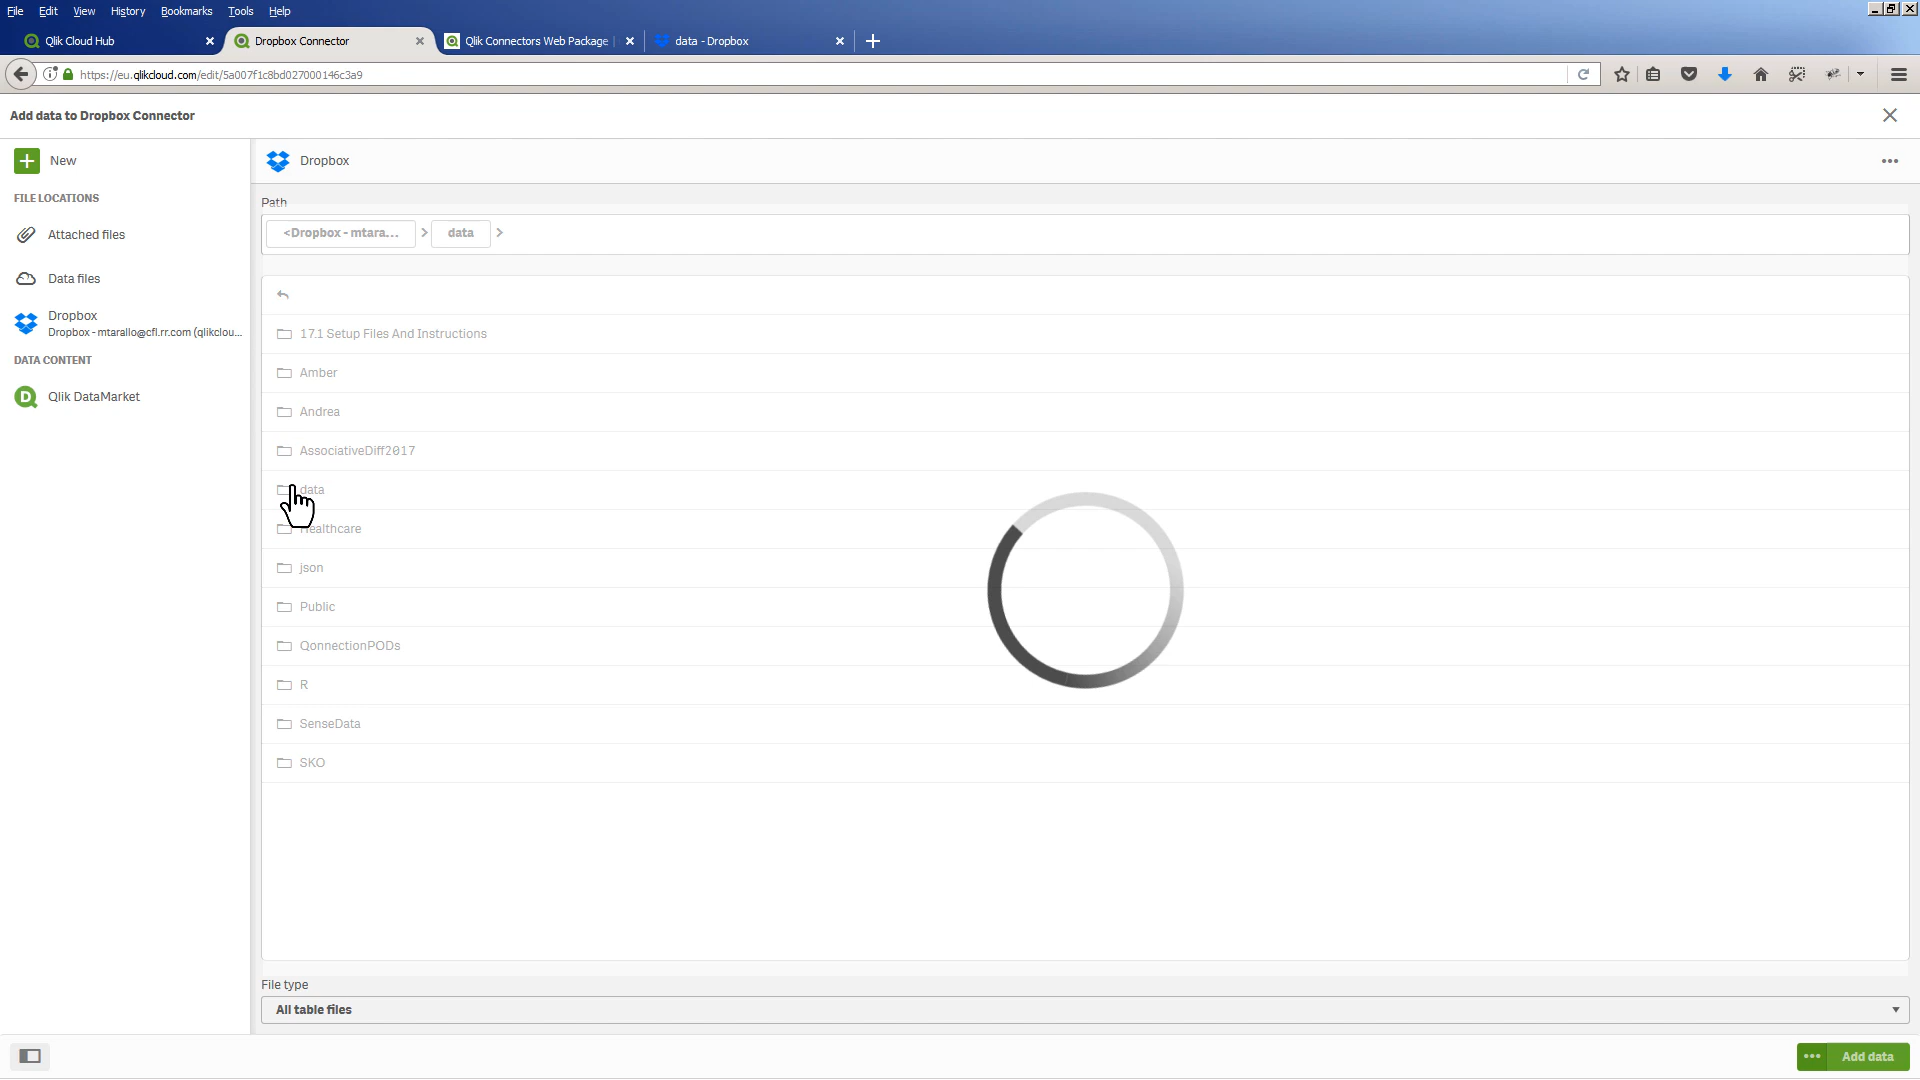 File Edit View History Bookmarks Tools Help
Qlik Cloud Hub
Dropbox Connector
Qlik Connectors Web Package
data - Dropbox
https://eu.qlikcloud.com/edit/5a007f1c8bd027000146c3a9
Add data to Dropbox Connector
New
FILE LOCATIONS
Attached files
Data files
Dropbox
Dropbox - mtarallo@cfl.rr.com (qlikclou...
DATA CONTENT
D
Qlik DataMarket
Dropbox
Path
<Dropbox - mtara... > data >
17.1 Setup Files And Instructions
Amber
Andrea
AssociativeDiff2017
data
Healthcare
json
Public
QonnectionPODs
R
SenseData
SKO
File type
All table files
Add data